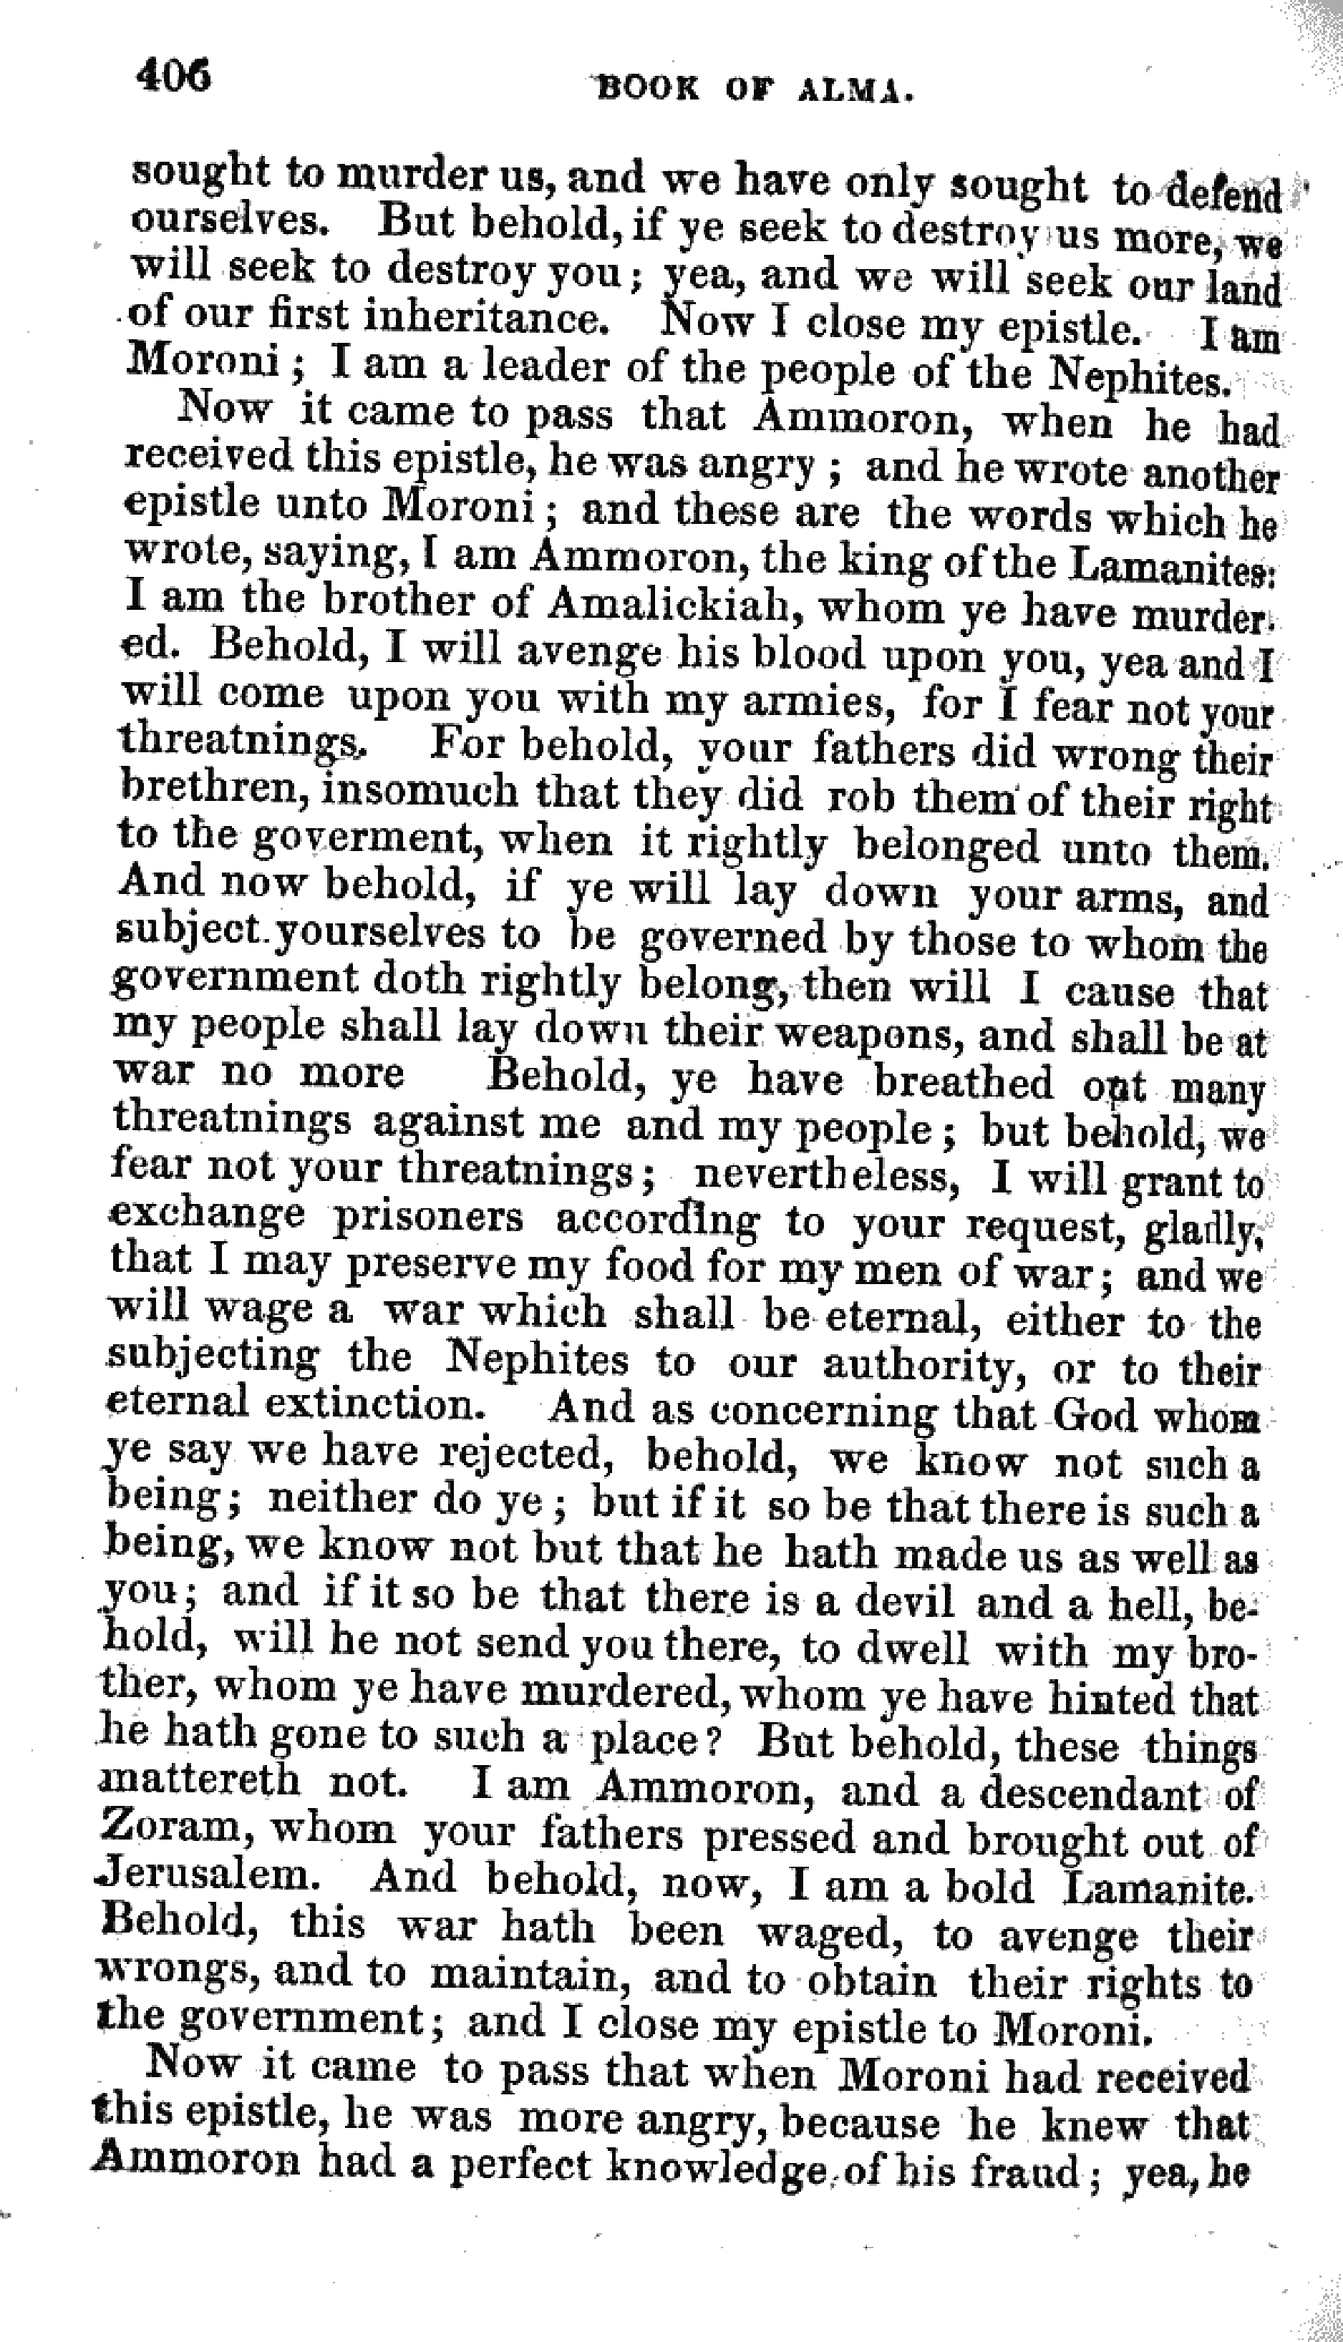 406
BOOK OF ALMA.
sought to murder us, and we have only sought to defend
ourselves. But behold, if ye seek to destroy us more, we
will seek to destroy you; yea, and we will seek our land
of our first inheritance. Now I close my epistle. I am
Moroni; I am a leader of the people of the Nephites.
Now it came to pass that Ammoron, when he had
received this epistle, he was angry; and he wrote another
epistle unto Moroni; and these are the words which he
wrote, saying, I am Ammoron, the king of the Lamanites:
I am the brother of Amalickiah, whom ye have murder-
ed. Behold, I will avenge his blood upon you, yea and I
will come upon you with my armies, for I fear not your
threatnings. For behold, your fathers did wrong their
brethren, insomuch that they did rob them of their right
to the goverment, when it rightly belonged unto them.
And now behold, if ye will lay down your arms, and
subject yourselves to be governed by those to whom the
government doth rightly belong, then will I cause that
my people shall lay down their weapons, and shall be at
war no more Behold, ye have breathed out many
threatnings against me and my people; but behold, we
fear not your threatnings; nevertheless, I will grant to
exchange prisoners according to your request, gladly,
that I may preserve my food for my men of war; and we
will wage a war which shall be eternal, either to the
subjecting the Nephites to our authority, or to their
eternal extinction. And as concerning that God whom
ye say we have rejected, behold, we know not such a
being; neither do ye; but if it so be that there is such a
being, we know not but that he hath made us as well as
you; and if it so be that there is a devil and a hell, be-
hold, will he not send you there, to dwell with my bro-
ther, whom ye have murdered, whom ye have hinted that
he hath gone to such a place? But behold, these things
mattereth not. I am Ammoron, and a descendant of
Zoram, whom your fathers pressed and brought out of
Jerusalem. And behold, now, I am a bold Lamanite.
Behold, this war hath been waged, to avenge their
wrongs, and to maintain, and to obtain their rights to
the government; and I close my epistle to Moroni.
Now it came to pass that when Moroni had received
this epistle, he was more angry, because he knew that
Ammoron had a perfect knowledge of his fraud; yea, he